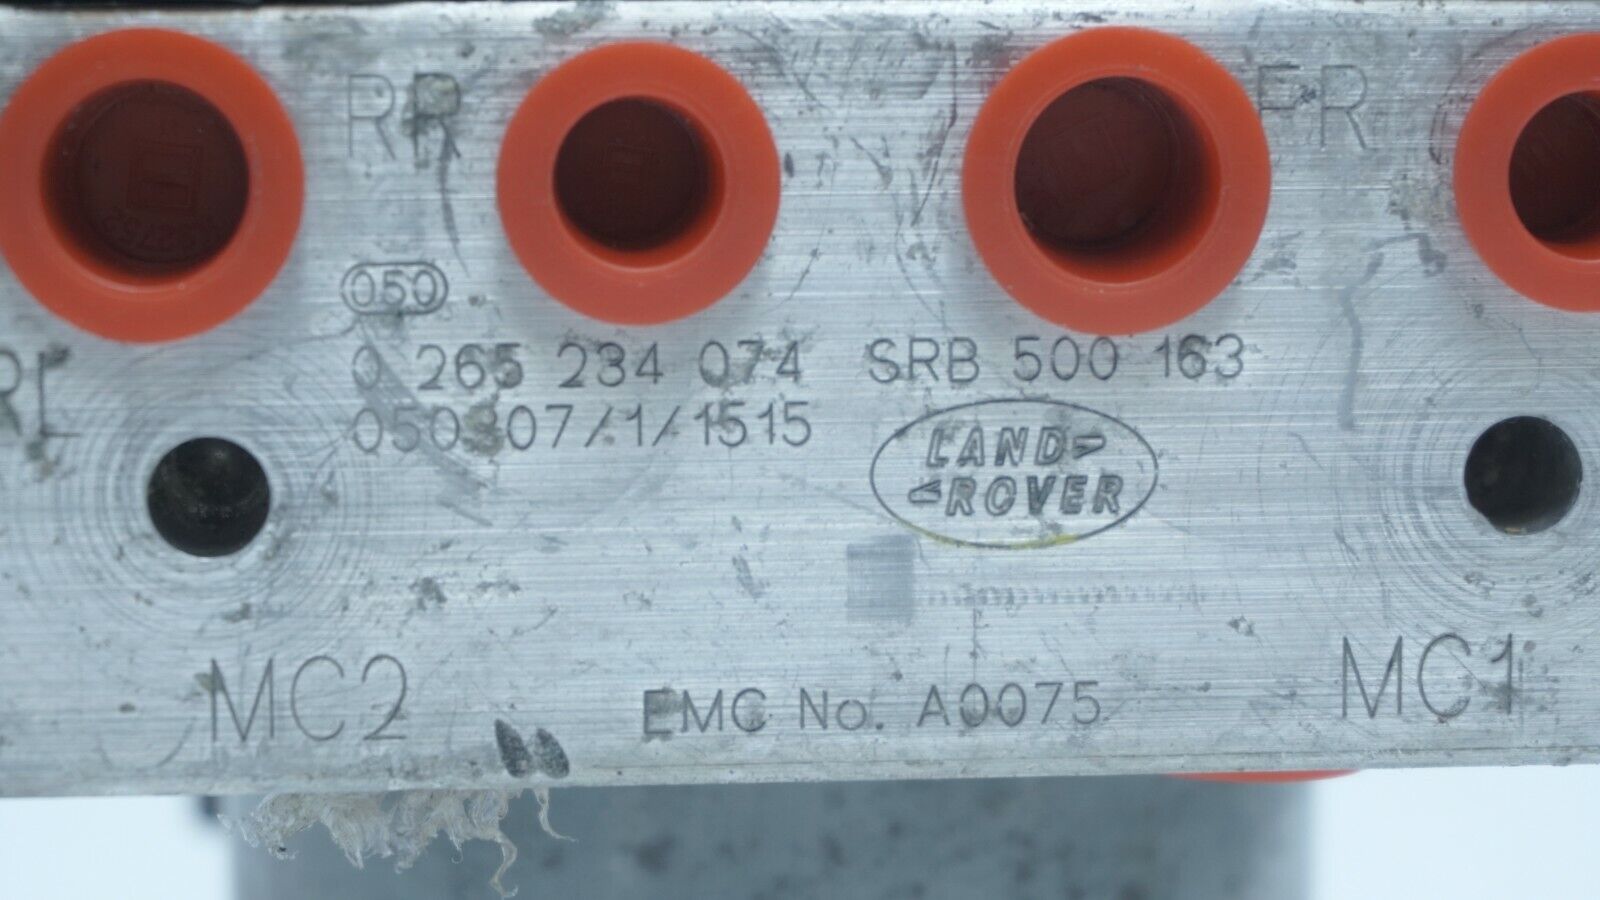 RR
FR
050
RL
0 265 234 074 SRB 500 163
050307/1/1515
LAND
ROVER
MC2
MC1
EMC No. A0075